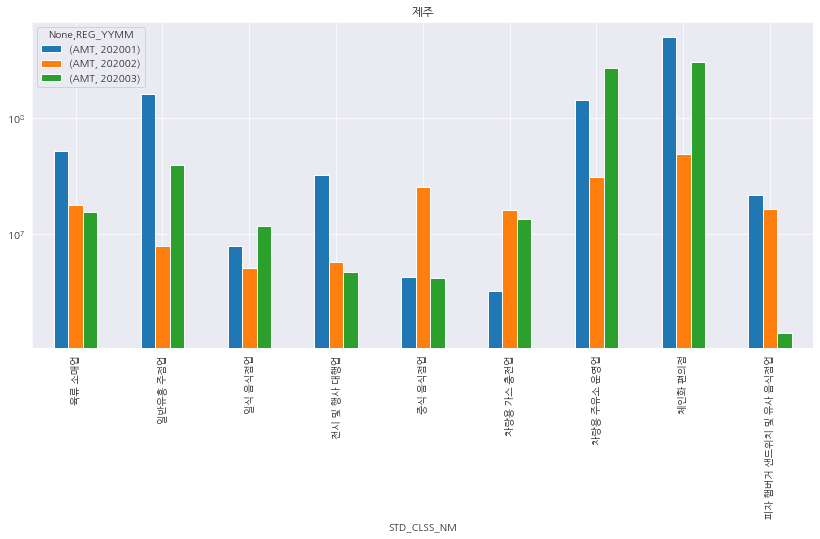 제주
None,REG_YYMM
(AMT, 202001)
(AMT, 202002)
(AMT, 202003)
10⁸
10⁷
육류 소매업
일반유흥 주점업
일식 음식점업
전시 및 행사 대행업
중식 음식점업
차량용 가스 충전업
차량용 주유소 운영업
체인화 편의점
피자 햄버거 샌드위치 및 유사 음식점업
STD_CLSS_NM